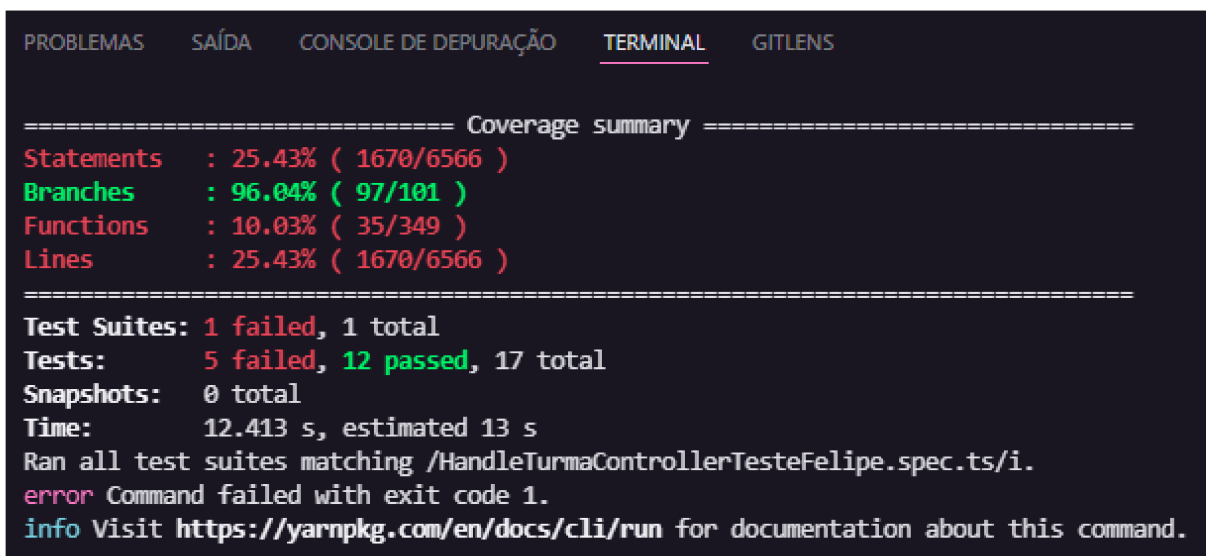 PROBLEMAS SAÍDA CONSOLE DE DEPURAÇÃO TERMINAL GITLENS
=============================== Coverage summary ===============================
Statements : 25.43% ( 1670/6566 )
Branches : 96.04% ( 97/101 )
Functions : 10.03% ( 35/349 )
Lines : 25.43% ( 1670/6566 )
================================================================================
Test Suites: 1 failed, 1 total
Tests: 5 failed, 12 passed, 17 total
Snapshots: 0 total
Time: 12.413 s, estimated 13 s
Ran all test suites matching /HandleTurmaControllerTesteFelipe.spec.ts/i.
error Command failed with exit code 1.
info Visit https://yarnpkg.com/en/docs/cli/run for documentation about this command.